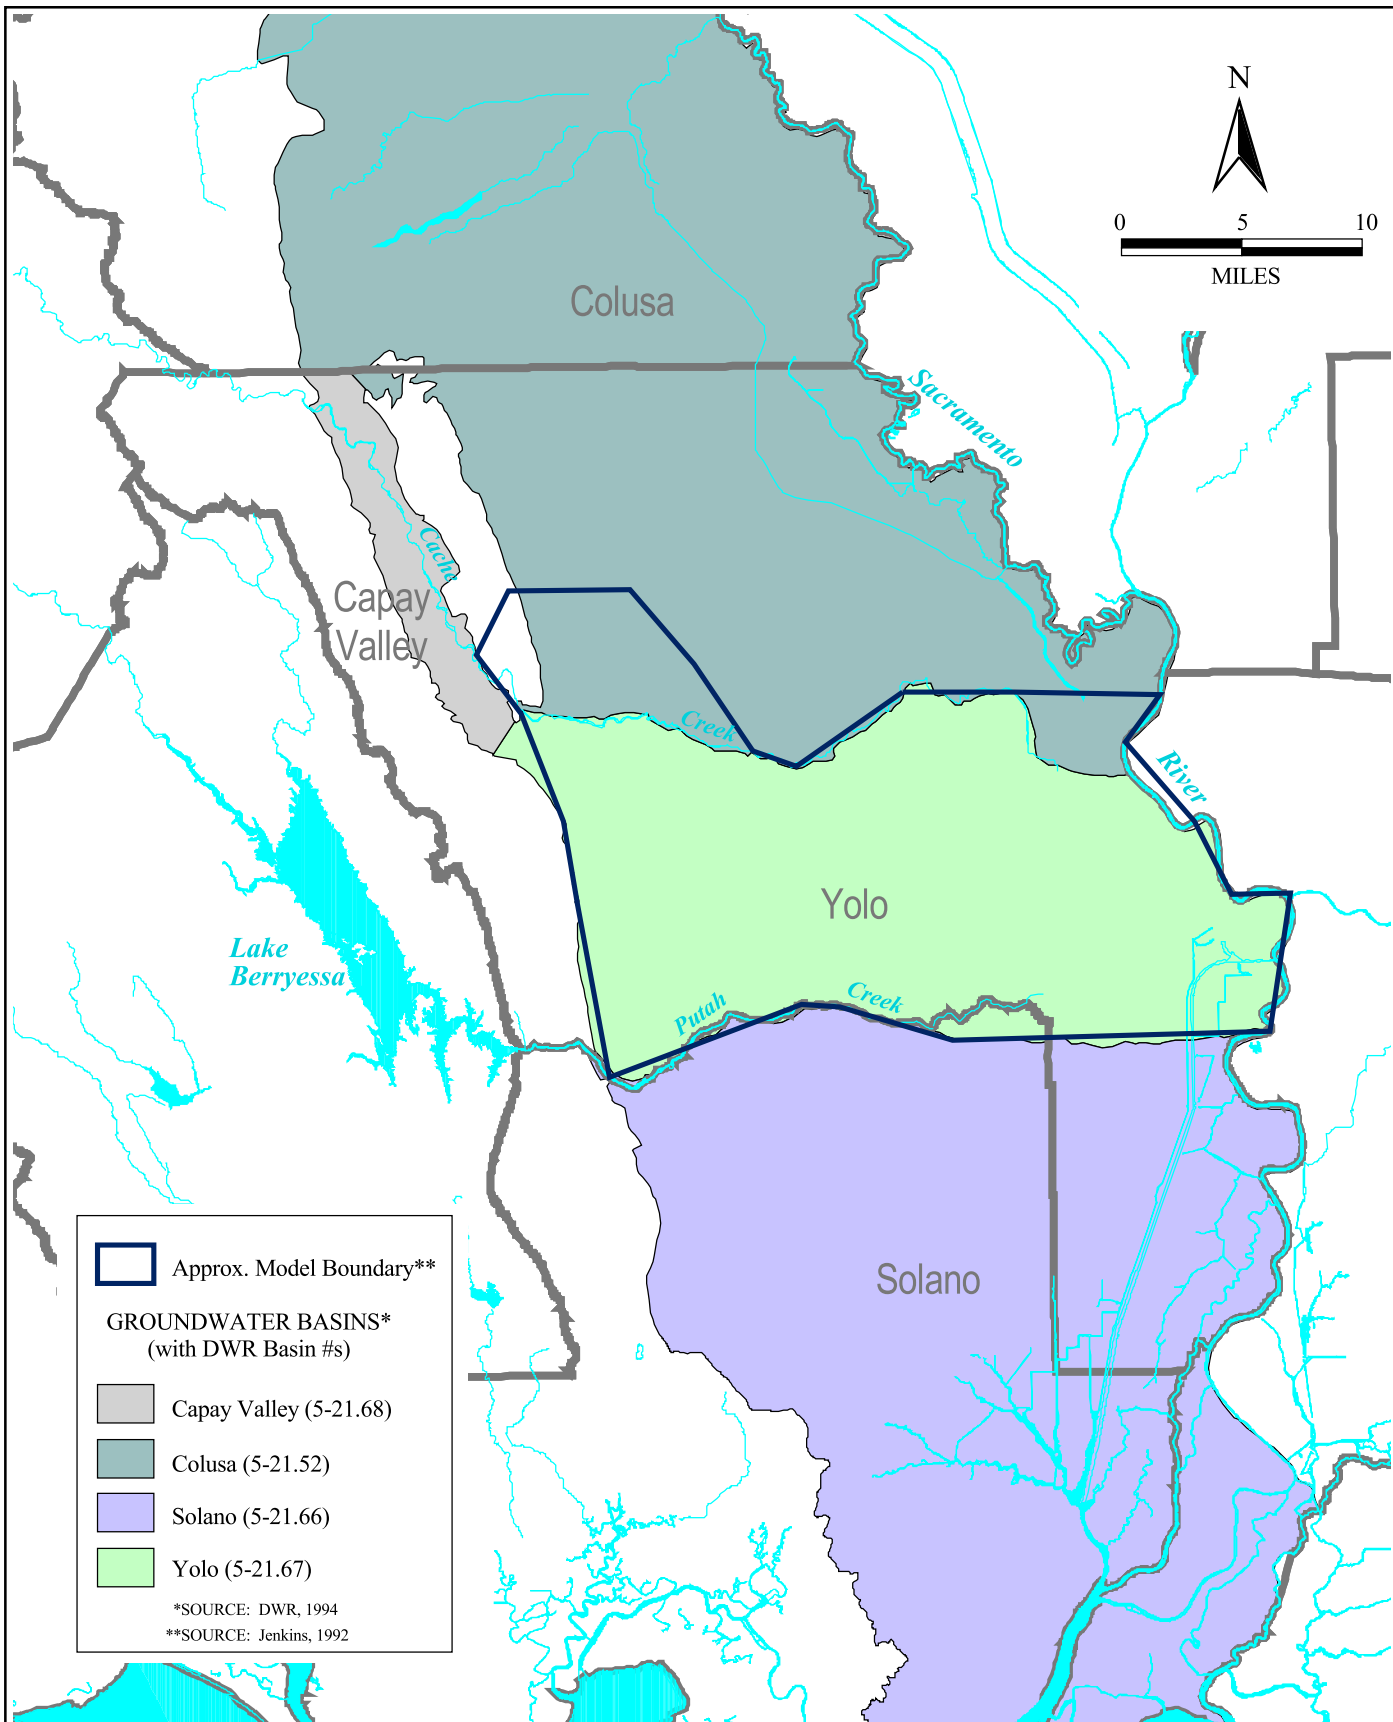 N
0 5 10
MILES
Colusa
Sacramento
Cache
Capay
Valley
Creek
River
Yolo
Lake
Berryessa
Putah
Creek
Solano
Approx. Model Boundary**
GROUNDWATER BASINS*
(with DWR Basin #s)
Capay Valley (5-21.68)
Colusa (5-21.52)
Solano (5-21.66)
Yolo (5-21.67)
*SOURCE: DWR, 1994
**SOURCE: Jenkins, 1992